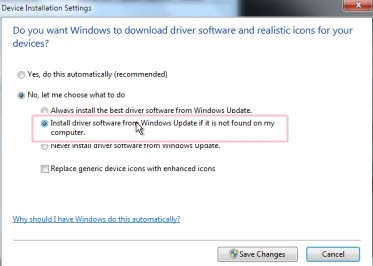 Device Installation Settings
Do you want Windows to download driver software and realistic icons for your
devices?
Yes, do this automatically (recommended)
No, let me choose what to do
Always install the best driver software from Windows Update.
Install driver software from Windows Update if it is not found on my
computer.
Never install driver software from Windows Update.
Replace generic device icons with enhanced icons
Why should I have Windows do this automatically?
Save Changes
Cancel